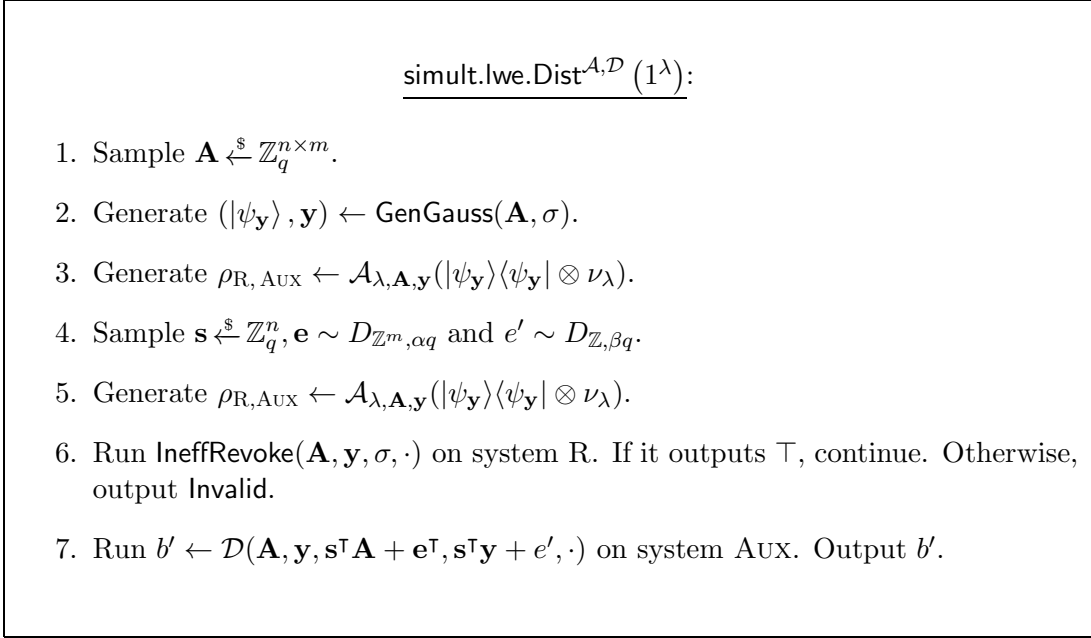 simult.lwe.Dist^{𝒜,𝒟} (1^λ):
1. Sample 𝐀 ←$ ℤ_q^{n×m}.
2. Generate (|ψ_𝐲⟩, 𝐲) ← GenGauss(𝐀, σ).
3. Generate ρ_{R, Aux} ← 𝒜_{λ,𝐀,𝐲}(|ψ_𝐲⟩⟨ψ_𝐲| ⊗ ν_λ).
4. Sample 𝐬 ←$ ℤ_q^n, 𝐞 ∼ D_{ℤ^m,αq} and e′ ∼ D_{ℤ,βq}.
5. Generate ρ_{R,Aux} ← 𝒜_{λ,𝐀,𝐲}(|ψ_𝐲⟩⟨ψ_𝐲| ⊗ ν_λ).
6. Run IneffRevoke(𝐀, 𝐲, σ, ·) on system R. If it outputs ⊤, continue. Otherwise,
output Invalid.
7. Run b′ ← 𝒟(𝐀, 𝐲, 𝐬^⊺𝐀 + 𝐞^⊺, 𝐬^⊺𝐲 + e′, ·) on system Aux. Output b′.